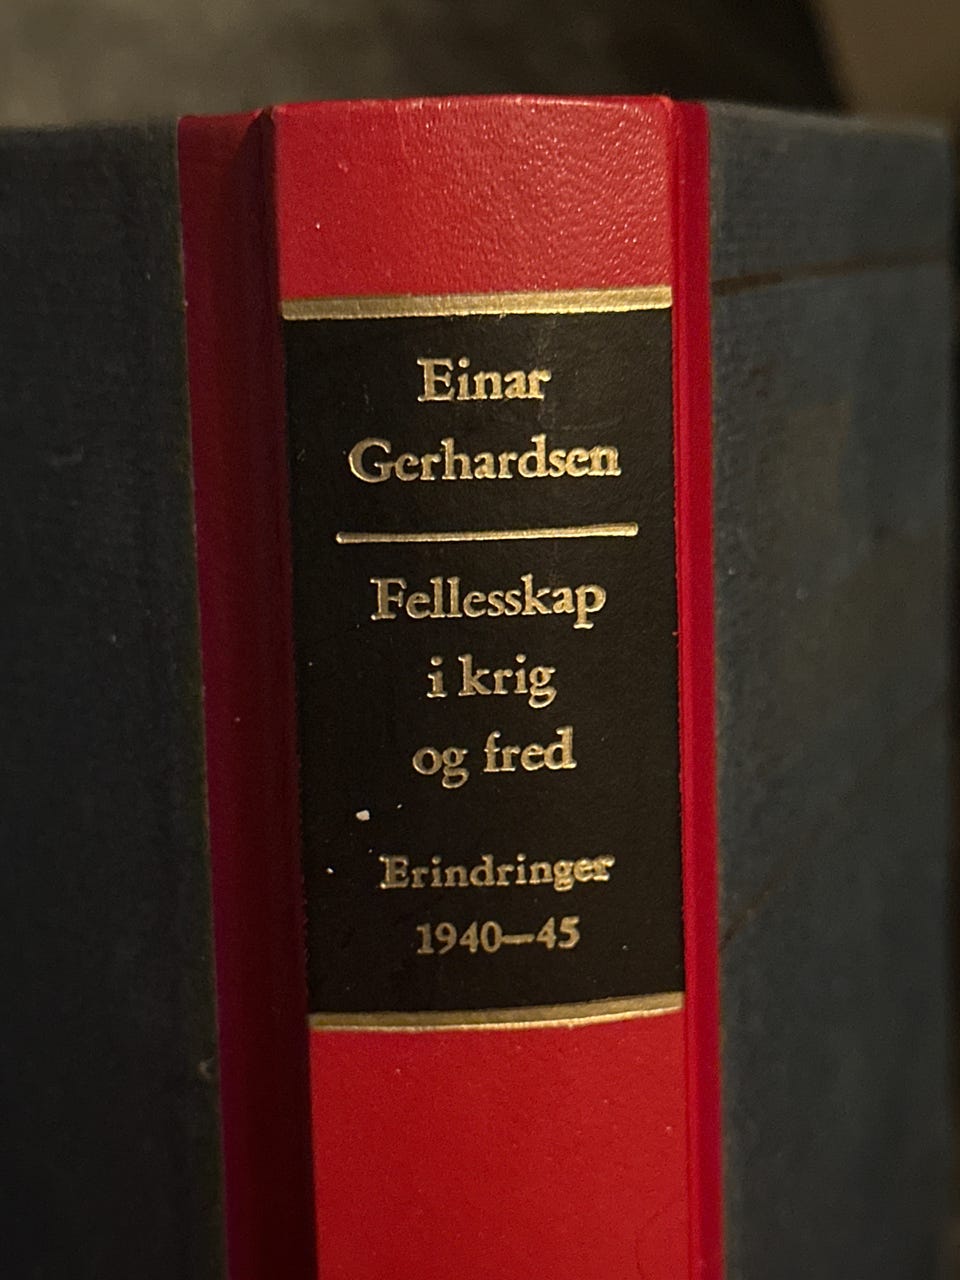 Einar
Gerhardsen
Fellesskap
i krig
og fred
Erindringer
1940–45